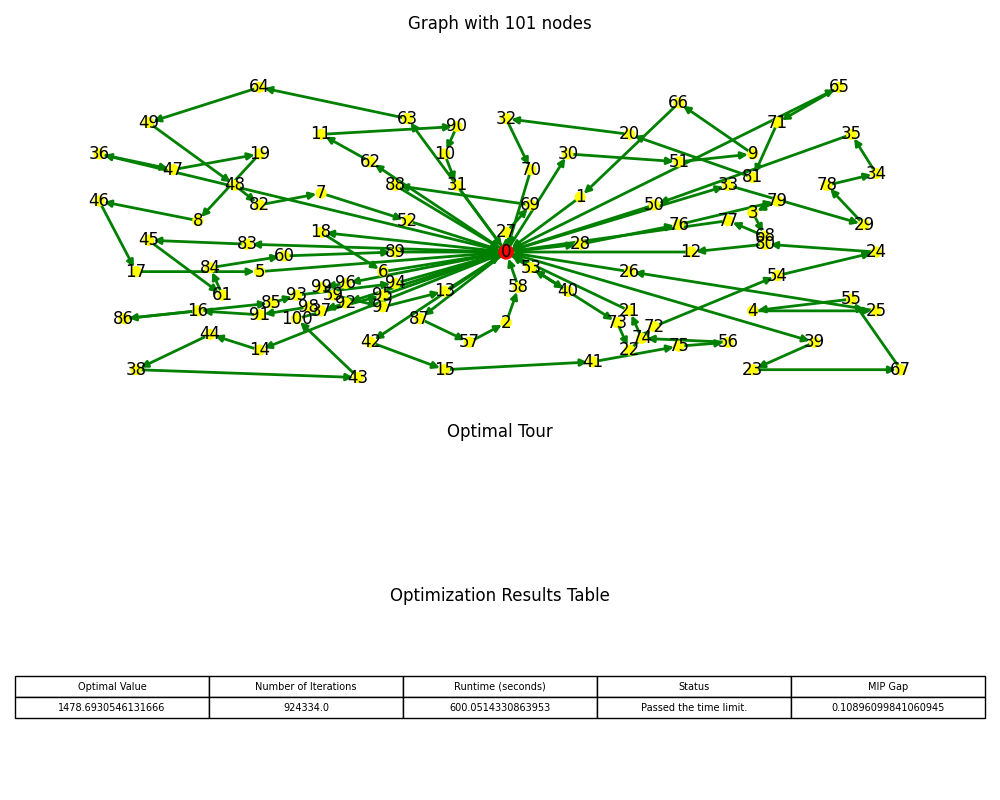 Graph with 101 nodes
64 65
66
63 32
49 90 71
11 20
36 10 30 9 35
19 62 51
47 70 81 34
48 88 31 33 78
7 1
46 82 69 50 79
8 52 3 29
18 27 76 77
45 83 28 68 80
60 89 0 12 24
84 53
17 5 6 26 54
99 96 94 58 40
61 93 59 95 13 55
85 92
86 16 98 37 97 21 4 25
91 100 87 2 73 72
44 74
14 42 57 22 75 56 39
38 15 41 23 67
43
Optimal Tour
Optimization Results Table
Optimal Value Number of Iterations Runtime (seconds) Status MIP Gap
1478.6930546131666 924334.0 600.0514330863953 Passed the time limit. 0.10896099841060945